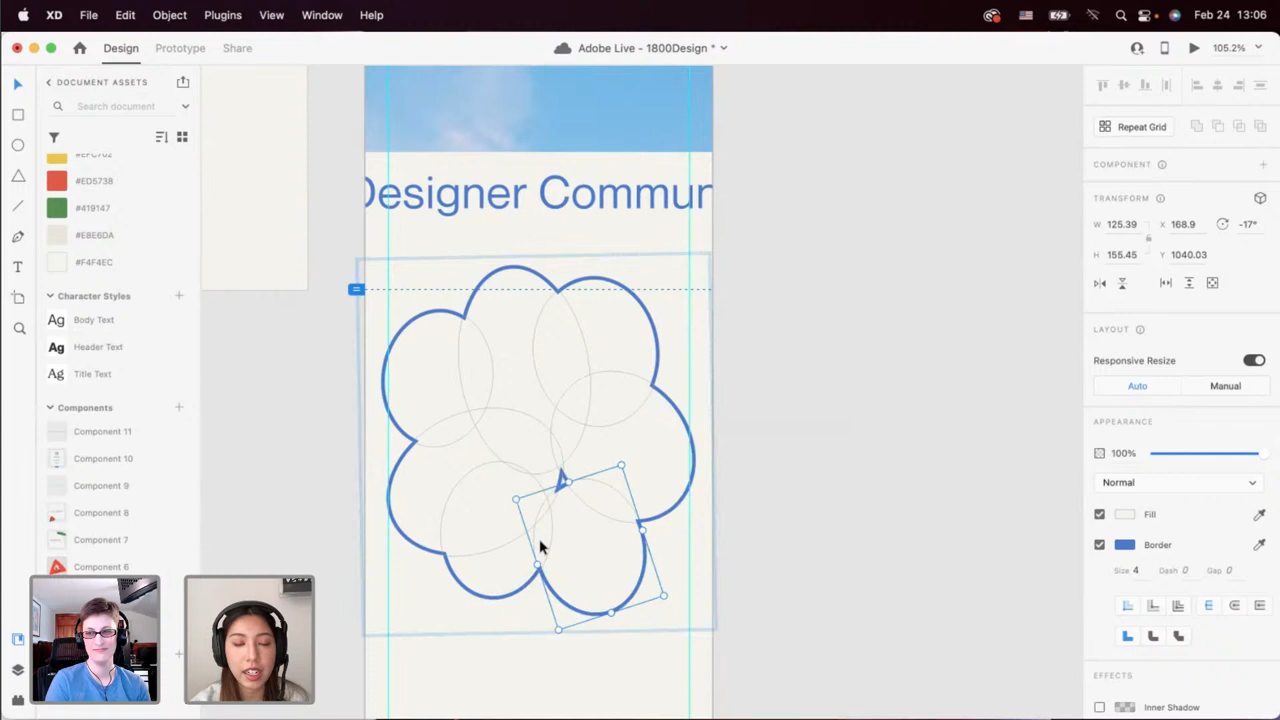 XD File Edit Object Plugins View Window Help Feb 24 13:06
Design Prototype Share Adobe Live - 1800Design * 105.2%
DOCUMENT ASSETS
Search document
#EFC702
#ED5738
#419147
#E8E6DA
#F4F4EC
Character Styles
Ag Body Text
Ag Header Text
Ag Title Text
Components
Component 11
Component 10
Component 9
Component 8
Component 7
Component 6
Designer Commun
Repeat Grid
COMPONENT
TRANSFORM
W 125.39 X 168.9 -17°
H 155.45 Y 1040.03
LAYOUT
Responsive Resize
Auto Manual
APPEARANCE
100%
Normal
Fill
Border
Size 4 Dash 0 Gap 0
EFFECTS
Inner Shadow